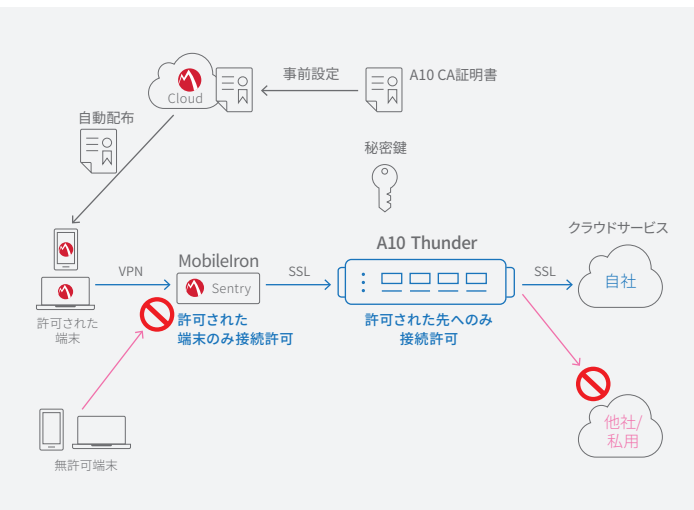 事前設定
A10 CA証明書
Cloud
自動配布
秘密鍵
クラウドサービス
A10 Thunder
MobileIron
VPN
Sentry
SSL
SSL
自社
許可された
端末
許可された
端末のみ接続許可
許可された先へのみ
接続許可
他社/
私用
無許可端末